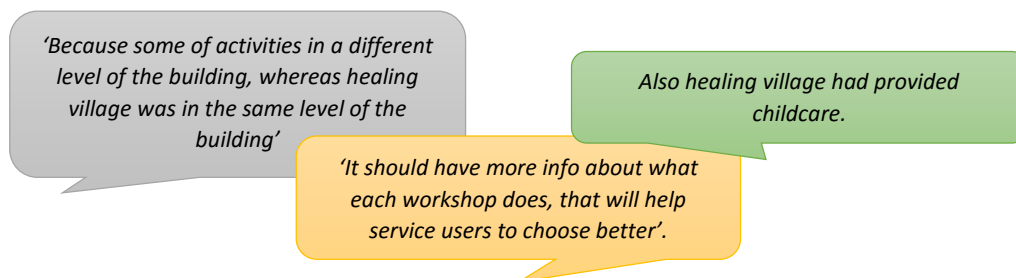 ‘Because some of activities in a different
level of the building, whereas healing
village was in the same level of the
building’
Also healing village had provided
childcare.
‘It should have more info about what
each workshop does, that will help
service users to choose better’.